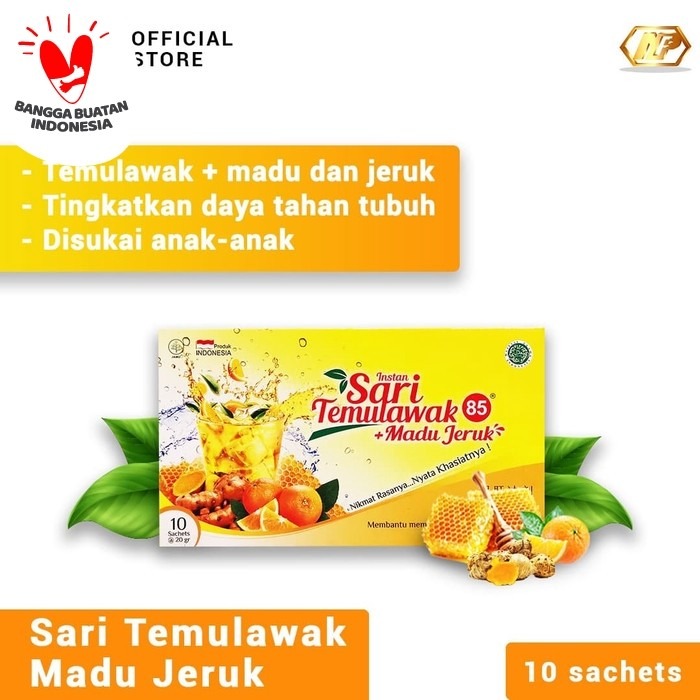 OFFICIAL
STORE
BANGGA BUATAN
INDONESIA
- Temulawak + madu dan jeruk
- Tingkatkan daya tahan tubuh
- Disukai anak-anak
Produk
INDONESIA
Instan
Sari
Temulawak 85
+Madu Jeruk
Nikmat Rasanya...Nyata Khasiatnya!
10
Sachets
@ 20 gr
Membantu mem
Sari Temulawak
Madu Jeruk
10 sachets